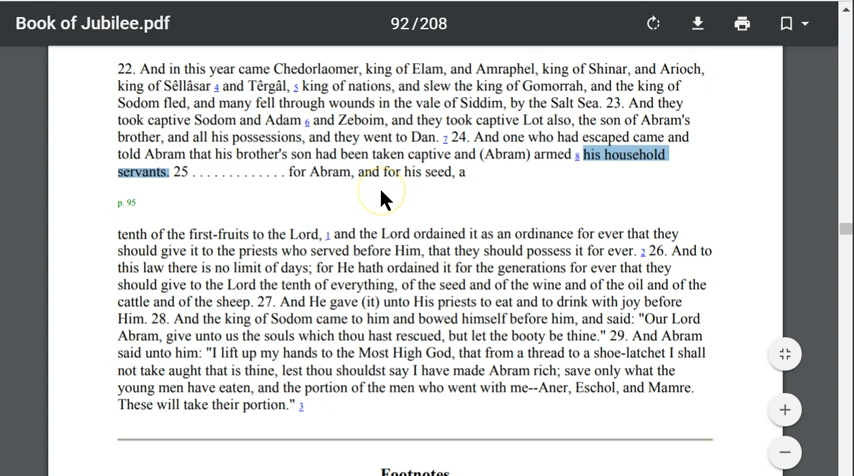 Book of Jubilee.pdf
92/208
22. And in this year came Chedorlaomer, king of Elam, and Amraphel, king of Shinar, and Arioch,
king of Sêllâsar 4 and Têrgâl, 5 king of nations, and slew the king of Gomorrah, and the king of
Sodom fled, and many fell through wounds in the vale of Siddim, by the Salt Sea. 23. And they
took captive Sodom and Adam 6 and Zeboim, and they took captive Lot also, the son of Abram's
brother, and all his possessions, and they went to Dan. 7 24. And one who had escaped came and
told Abram that his brother's son had been taken captive and (Abram) armed 8 his household
servants. 25 . . . . . . . . . . . . . for Abram, and for his seed, a
p. 95
tenth of the first-fruits to the Lord, 1 and the Lord ordained it as an ordinance for ever that they
should give it to the priests who served before Him, that they should possess it for ever. 2 26. And to
this law there is no limit of days; for He hath ordained it for the generations for ever that they
should give to the Lord the tenth of everything, of the seed and of the wine and of the oil and of the
cattle and of the sheep. 27. And He gave (it) unto His priests to eat and to drink with joy before
Him. 28. And the king of Sodom came to him and bowed himself before him, and said: "Our Lord
Abram, give unto us the souls which thou hast rescued, but let the booty be thine." 29. And Abram
said unto him: "I lift up my hands to the Most High God, that from a thread to a shoe-latchet I shall
not take aught that is thine, lest thou shouldst say I have made Abram rich; save only what the
young men have eaten, and the portion of the men who went with me--Aner, Eschol, and Mamre.
These will take their portion." 3
Footnotes